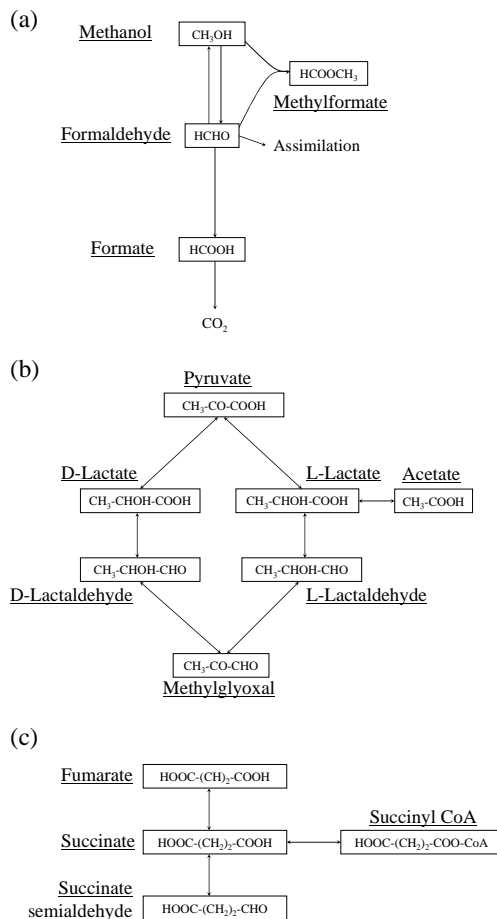 (a)
Methanol
CH₃OH
HCOOCH₃
Methylformate
Formaldehyde
HCHO
Assimilation
Formate
HCOOH
CO₂
(b)
Pyruvate
CH₃-CO-COOH
D-Lactate
L-Lactate
Acetate
CH₃-CHOH-COOH
CH₃-CHOH-COOH
CH₃-COOH
CH₃-CHOH-CHO
CH₃-CHOH-CHO
D-Lactaldehyde
L-Lactaldehyde
CH₃-CO-CHO
Methylglyoxal
(c)
Fumarate
HOOC-(CH)₂-COOH
Succinyl CoA
Succinate
HOOC-(CH₂)₂-COOH
HOOC-(CH₂)₂-COO-CoA
Succinate
semialdehyde
HOOC-(CH₂)₂-CHO